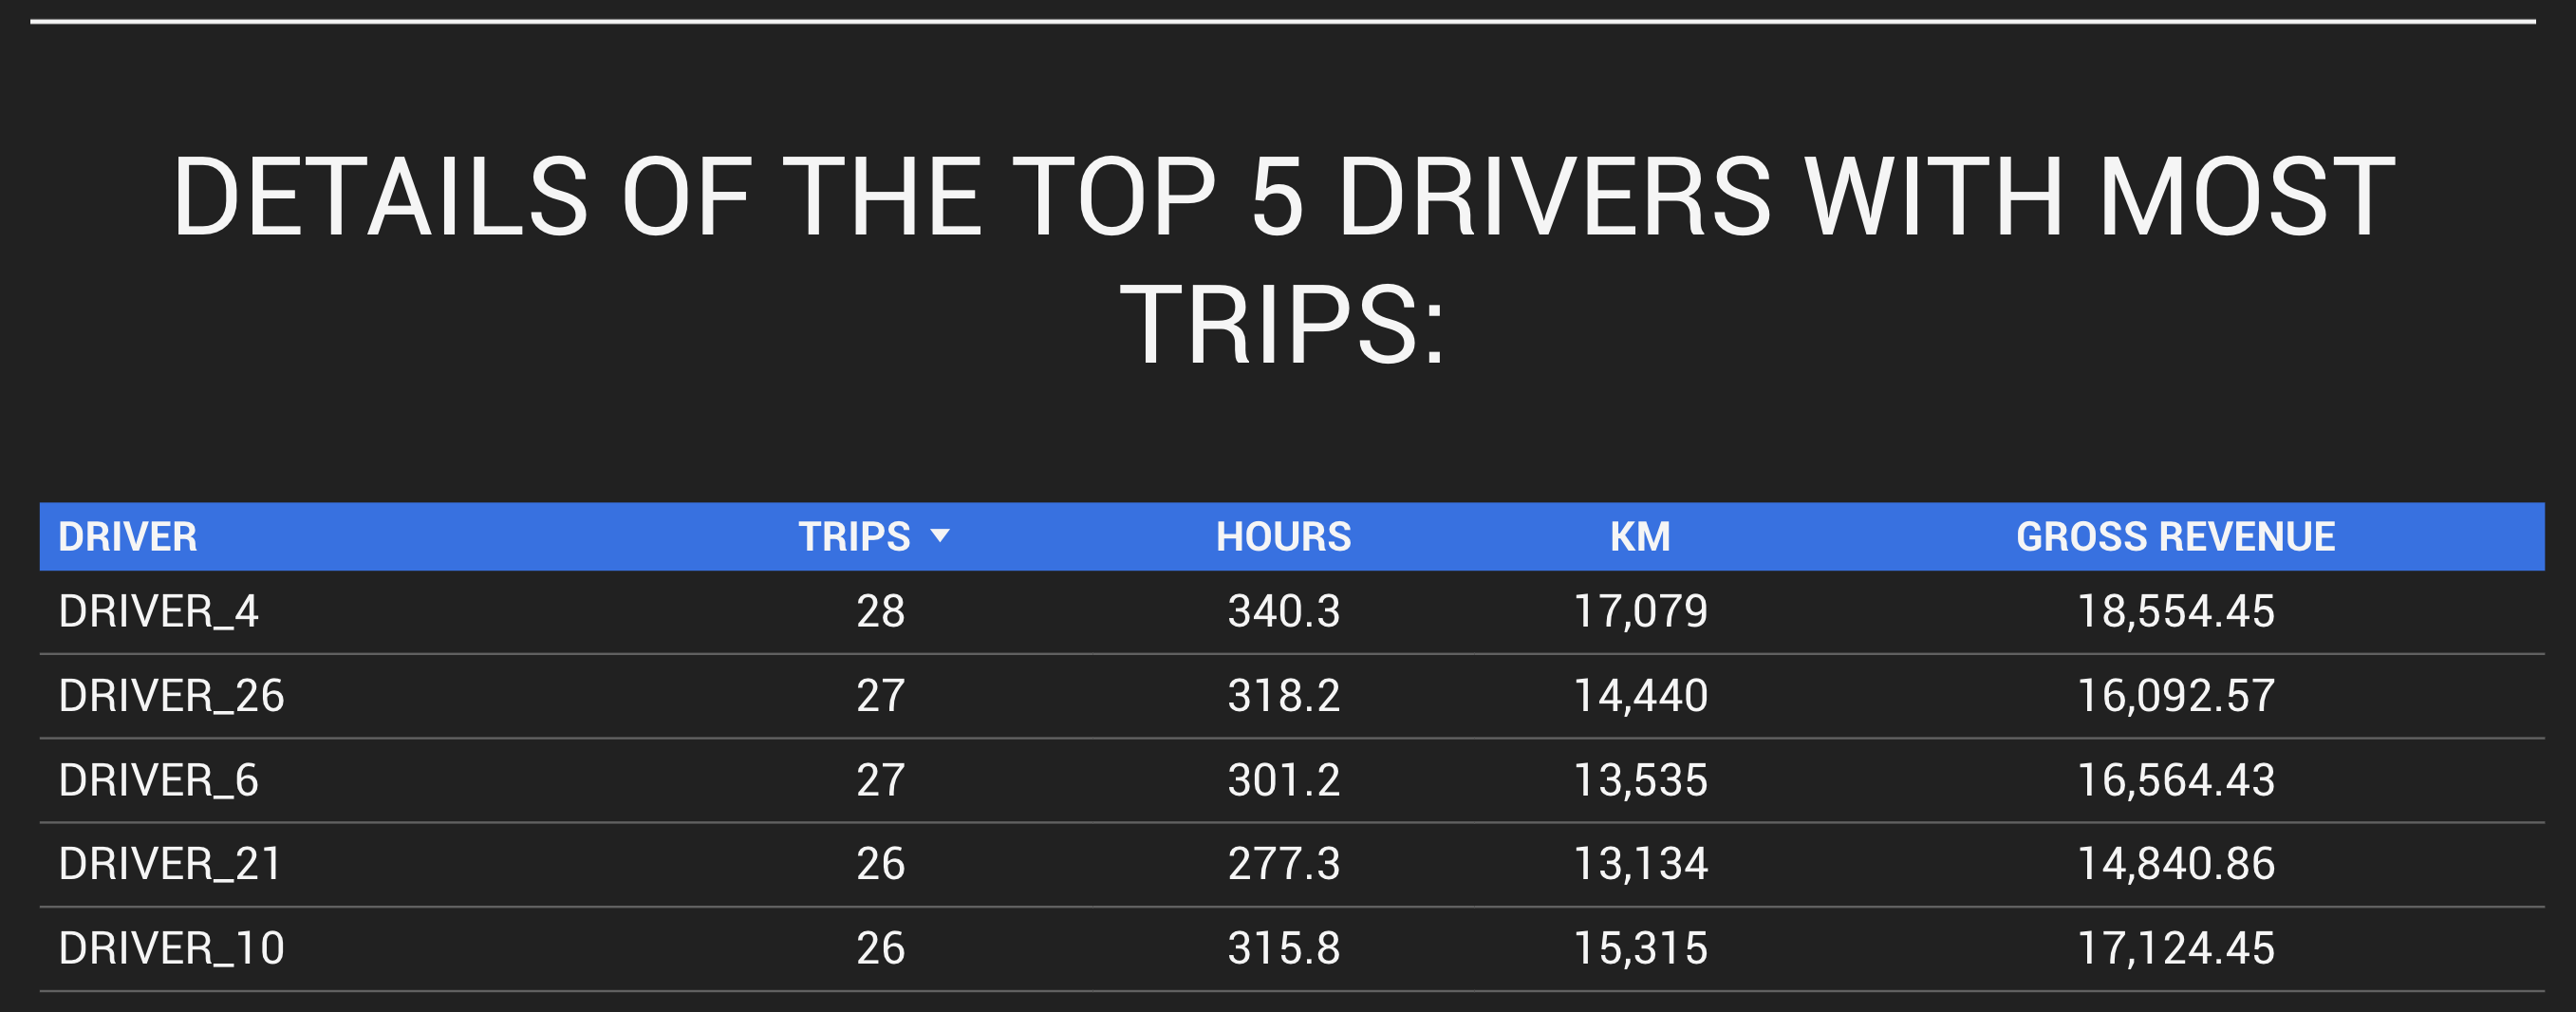 DETAILS OF THE TOP 5 DRIVERS WITH MOST
TRIPS:
DRIVER TRIPS HOURS KM GROSS REVENUE
DRIVER_4 28 340.3 17,079 18,554.45
DRIVER_26 27 318.2 14,440 16,092.57
DRIVER_6 27 301.2 13,535 16,564.43
DRIVER_21 26 277.3 13,134 14,840.86
DRIVER_10 26 315.8 15,315 17,124.45